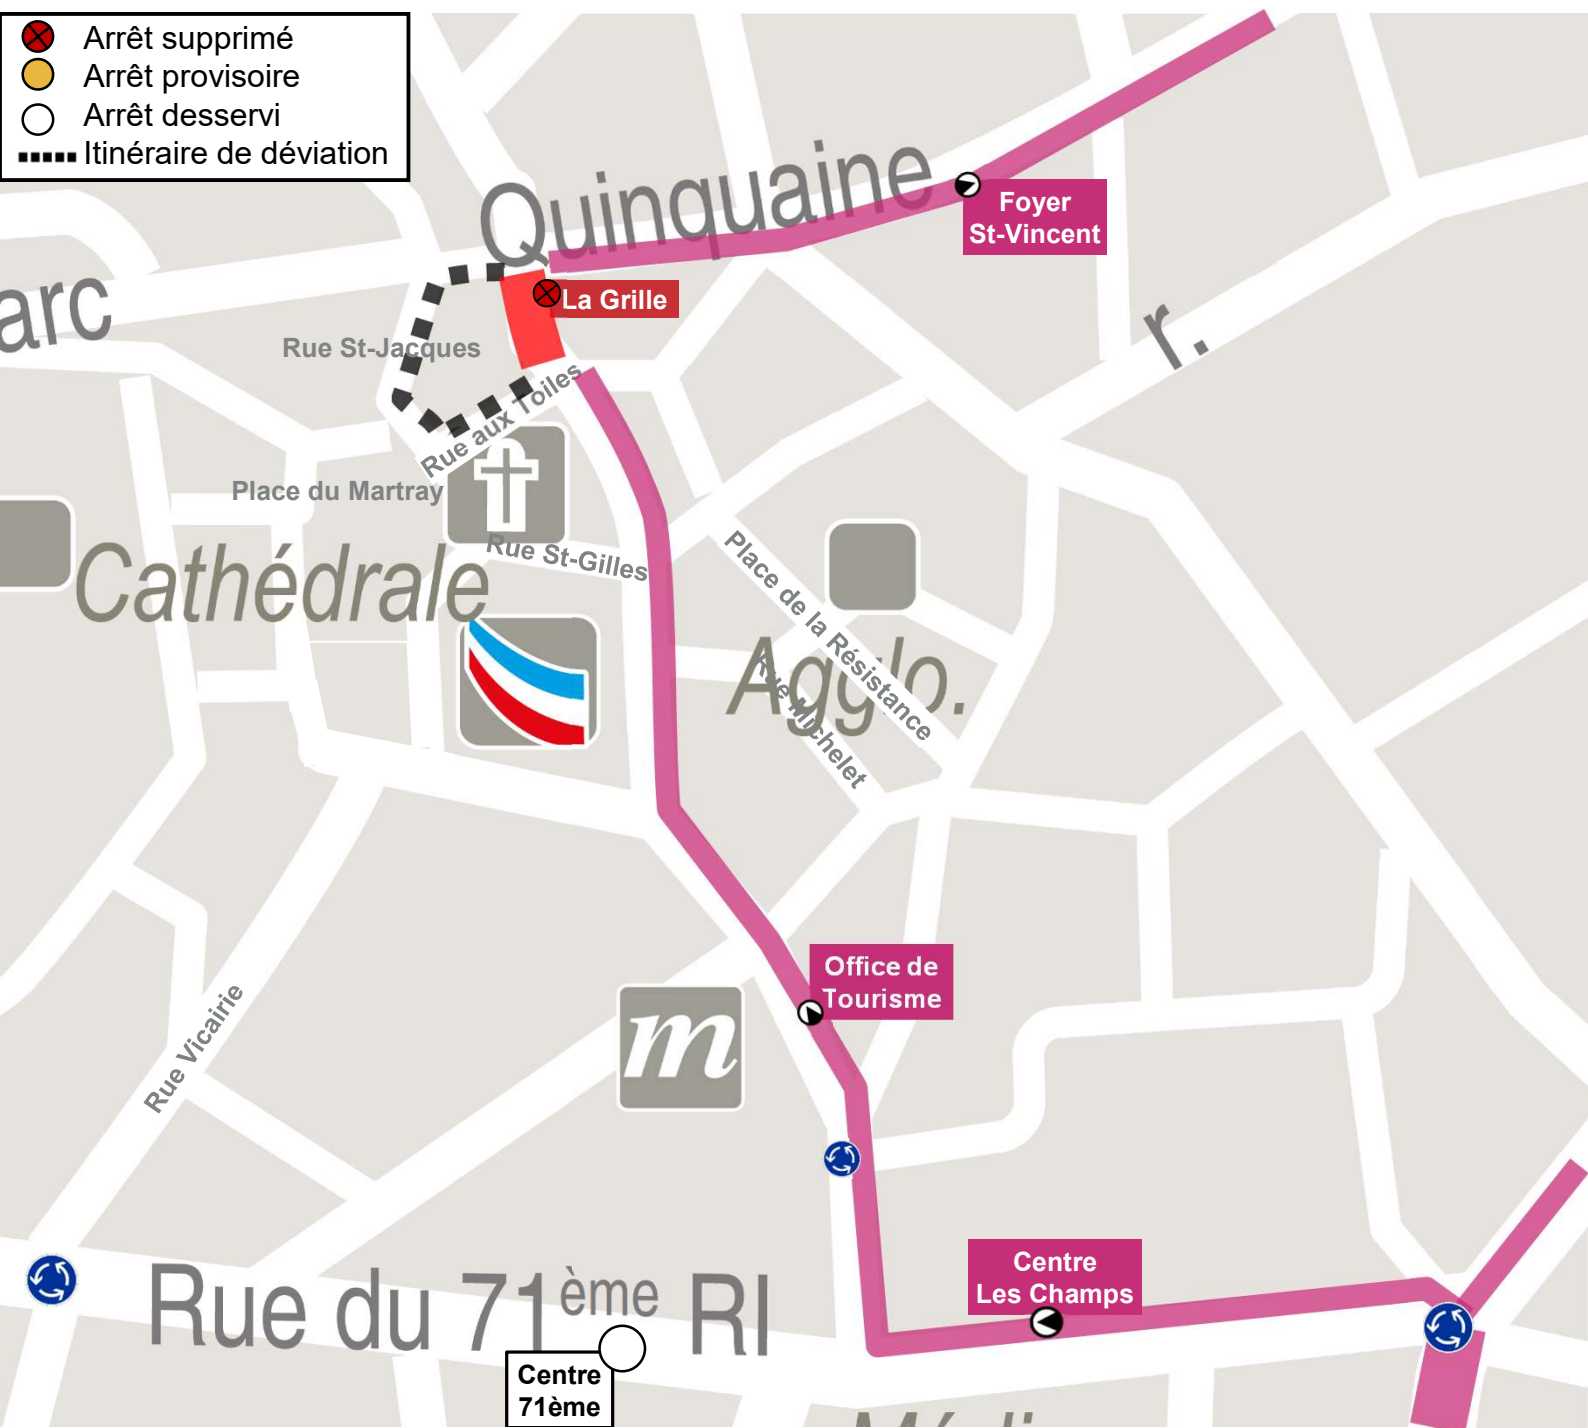 Arrêt supprimé
Arrêt provisoire
Arrêt desservi
Itinéraire de déviation
Quinquaine
Foyer
St-Vincent
arc
La Grille
r.
Rue St-Jacques
Rue aux Toiles
Place du Martray
Cathédrale
Rue St-Gilles
Place de la Résistance
Agglo.
Rue Michelet
Office de
Tourisme
m
Rue Vicairie
Centre
Les Champs
Rue du 71ème RI
Centre
71ème